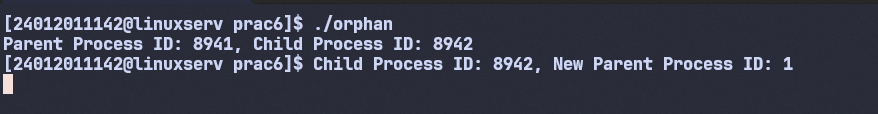 [24012011142@linuxserv prac6]$ ./orphan
Parent Process ID: 8941, Child Process ID: 8942
[24012011142@linuxserv prac6]$ Child Process ID: 8942, New Parent Process ID: 1